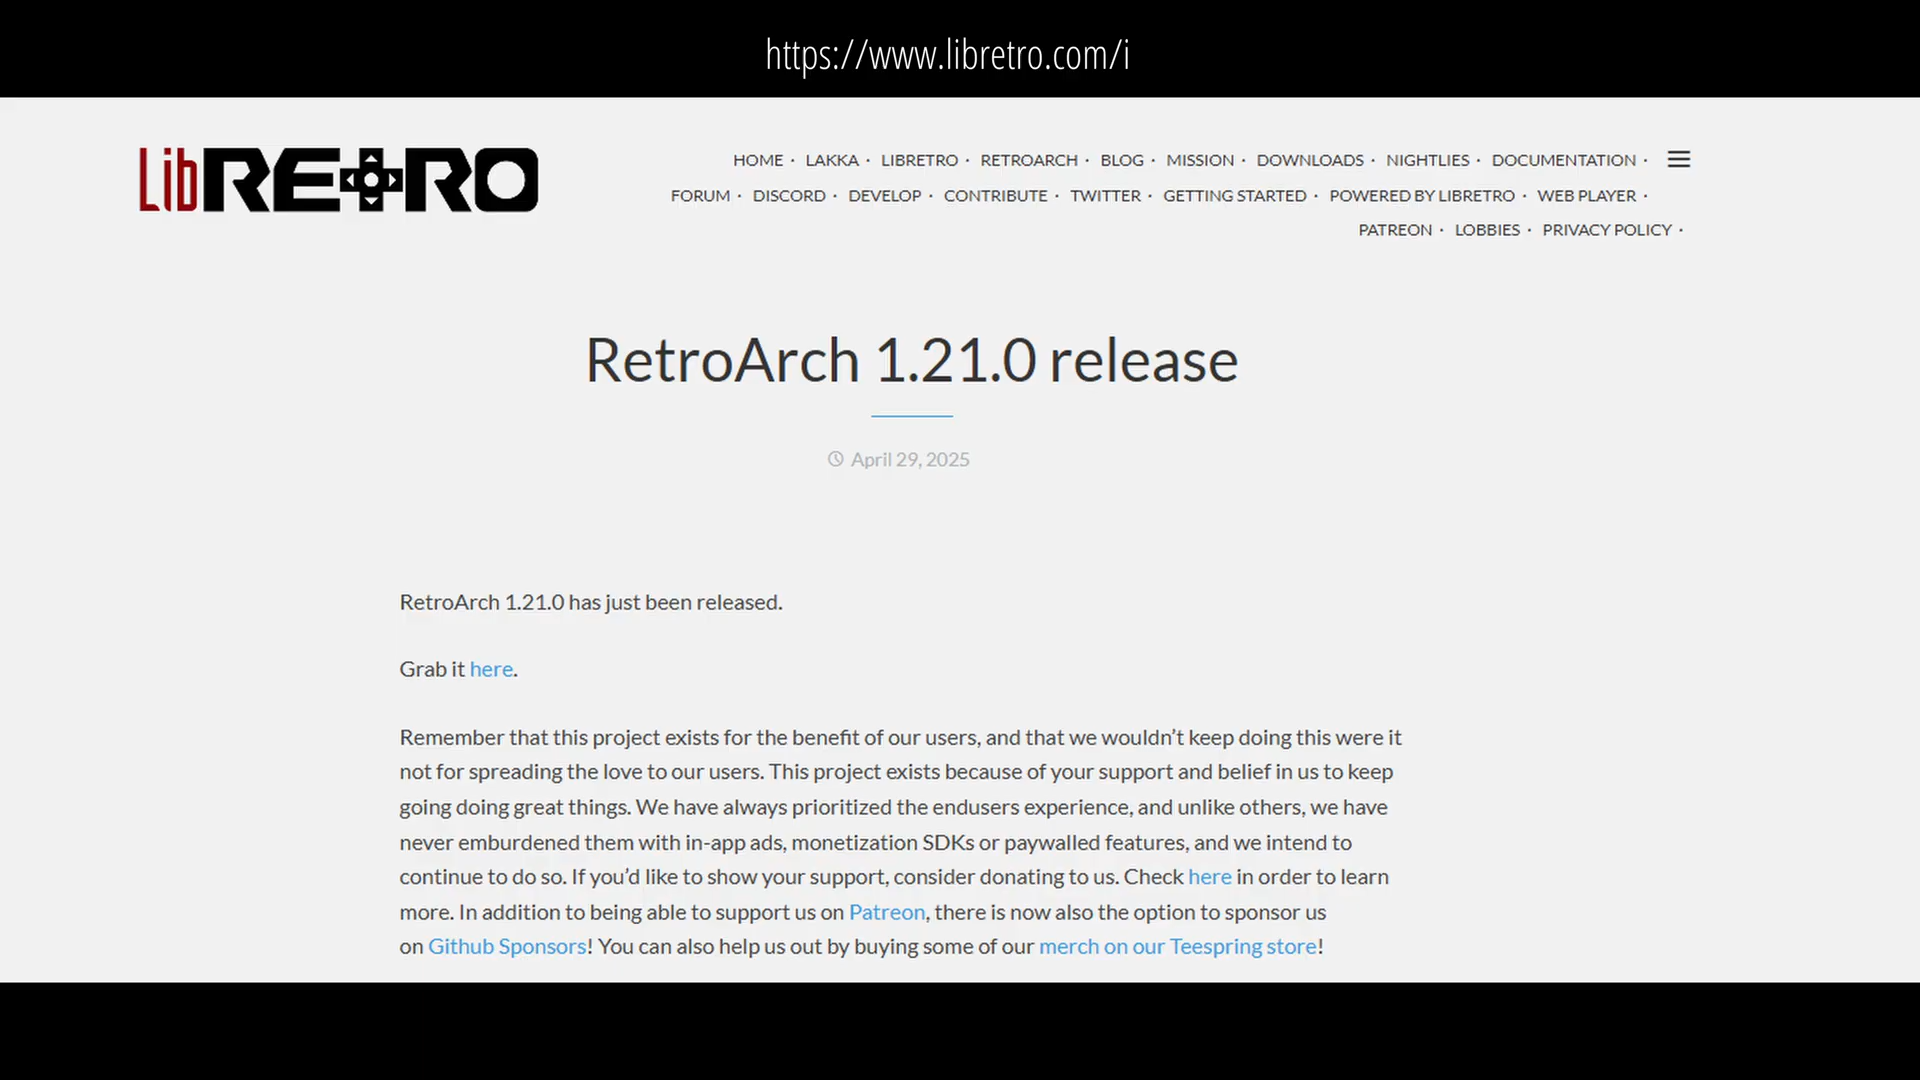 https://www.libretro.com/i
LibRETRO
HOME · LAKKA · LIBRETRO · RETROARCH · BLOG · MISSION · DOWNLOADS · NIGHTLIES · DOCUMENTATION ·
FORUM · DISCORD · DEVELOP · CONTRIBUTE · TWITTER · GETTING STARTED · POWERED BY LIBRETRO · WEB PLAYER ·
PATREON · LOBBIES · PRIVACY POLICY ·
RetroArch 1.21.0 release
April 29, 2025
RetroArch 1.21.0 has just been released.
Grab it here.
Remember that this project exists for the benefit of our users, and that we wouldn’t keep doing this were it
not for spreading the love to our users. This project exists because of your support and belief in us to keep
going doing great things. We have always prioritized the endusers experience, and unlike others, we have
never emburdened them with in-app ads, monetization SDKs or paywalled features, and we intend to
continue to do so. If you’d like to show your support, consider donating to us. Check here in order to learn
more. In addition to being able to support us on Patreon, there is now also the option to sponsor us
on Github Sponsors! You can also help us out by buying some of our merch on our Teespring store!